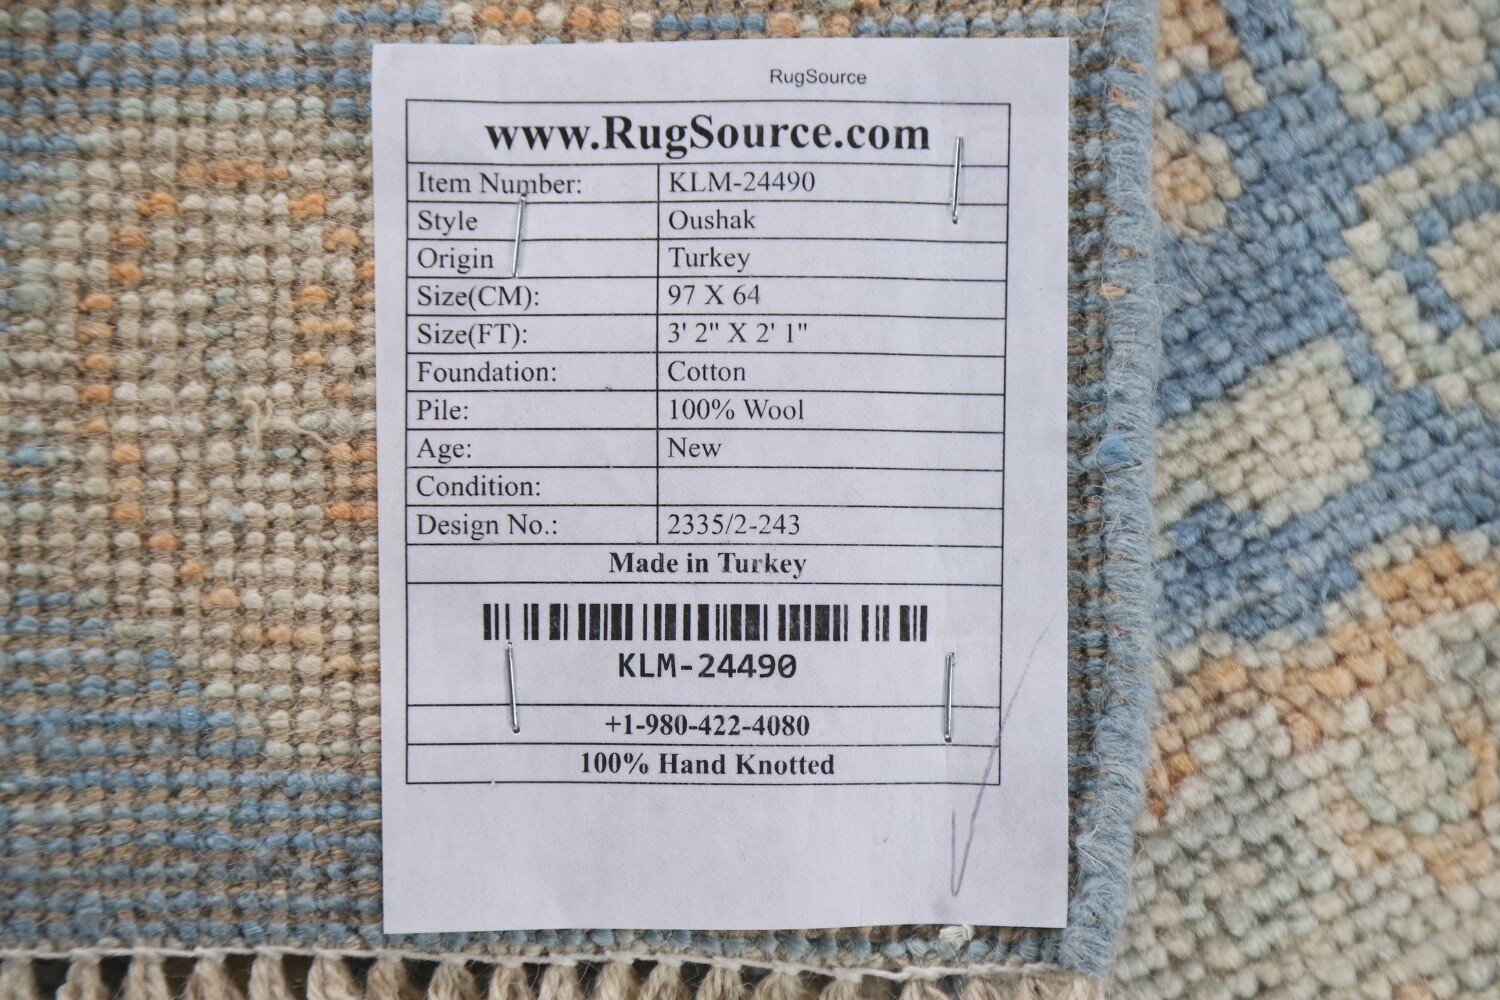 RugSource
www.RugSource.com
Item Number: KLM-24490
Style Oushak
Origin Turkey
Size(CM): 97 X 64
Size(FT): 3' 2" X 2' 1"
Foundation: Cotton
Pile: 100% Wool
Age: New
Condition:
Design No.: 2335/2-243
Made in Turkey
KLM-24490
+1-980-422-4080
100% Hand Knotted